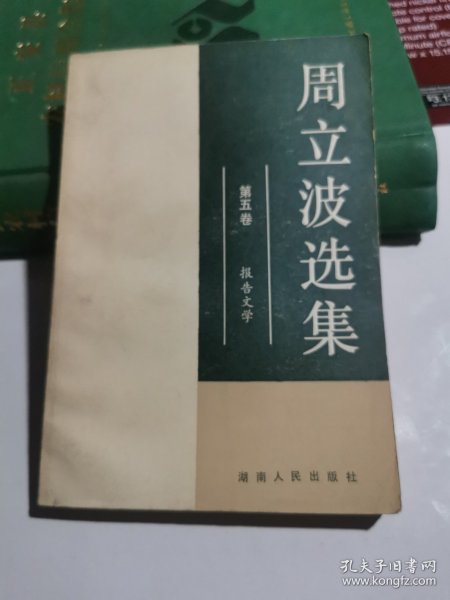 周立波选集
第五卷
报告文学
湖南人民出版社
孔夫子旧书网
www.kongfz.com